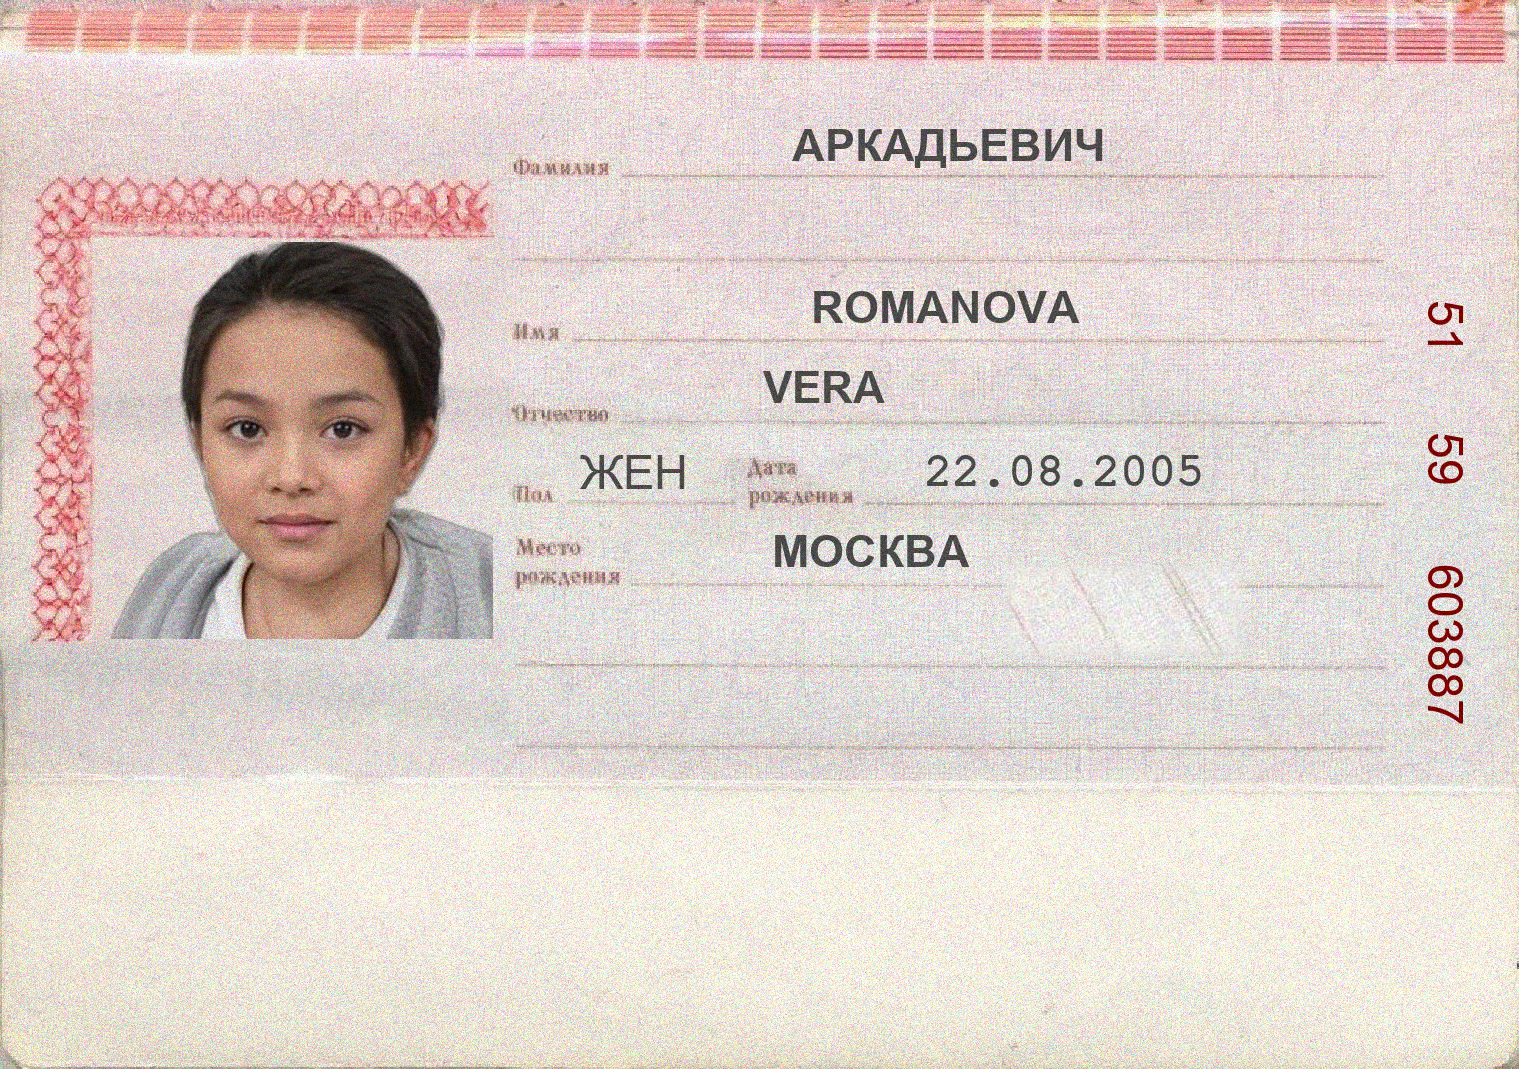 Фамилия АРКАДЬЕВИЧ
Имя ROMANOVA
Отчество VERA
Пол ЖЕН Дата рождения 22.08.2005
Место рождения МОСКВА
51 59 603887